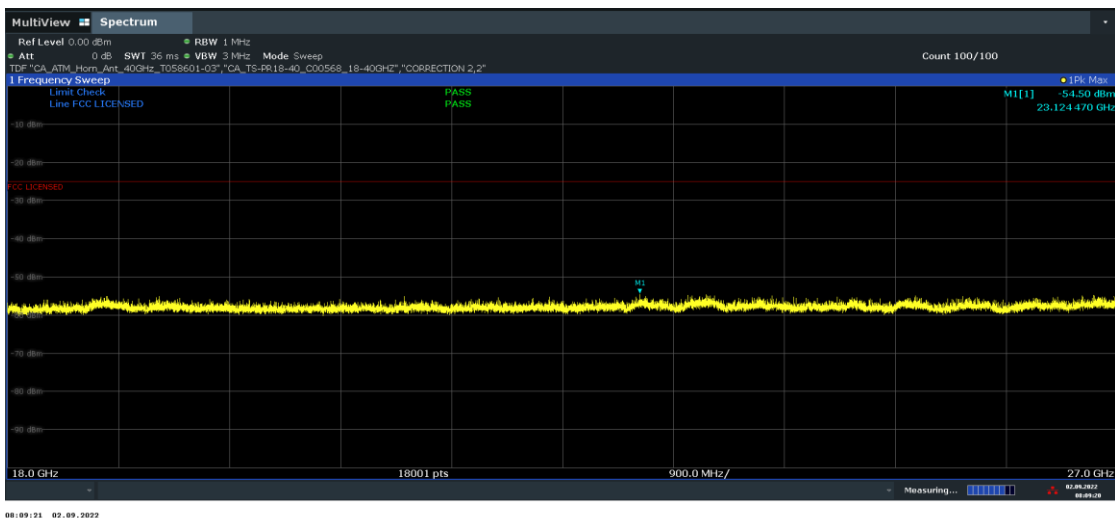 MultiView Spectrum
Ref Level 0.00 dBm RBW 1 MHz
Att 0 dB SWT 36 ms VBW 3 MHz Mode Sweep Count 100/100
TDF "CA_ATM_Horn_Ant_40GHz_T058601-03","CA_TS-PR18-40_C00568_18-40GHZ","CORRECTION 2,2"
1 Frequency Sweep 1Pk Max
Limit Check PASS M1[1] -54.50 dBm
Line FCC LICENSED PASS 23.124 470 GHz
-10 dBm
-20 dBm
FCC LICENSED
-30 dBm
-40 dBm
-50 dBm
M1
-70 dBm
-80 dBm
-90 dBm
18.0 GHz 18001 pts 900.0 MHz/ 27.0 GHz
Measuring... 02.09.2022
08:09:20
08:09:21 02.09.2022